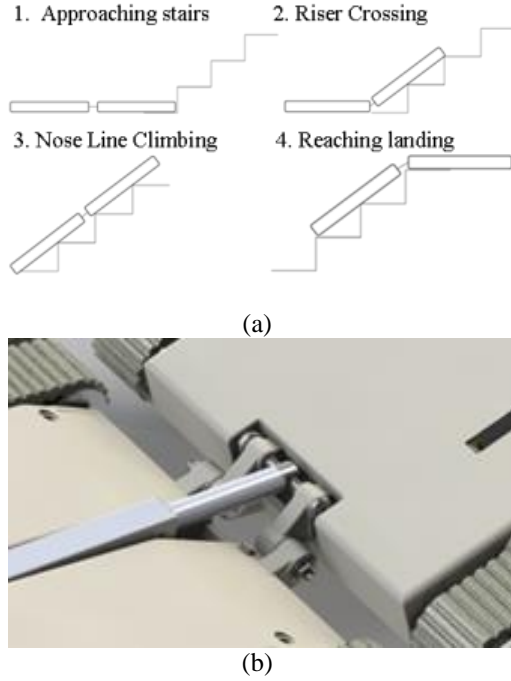 1. Approaching stairs
2. Riser Crossing
3. Nose Line Climbing
4. Reaching landing
(a)
(b)